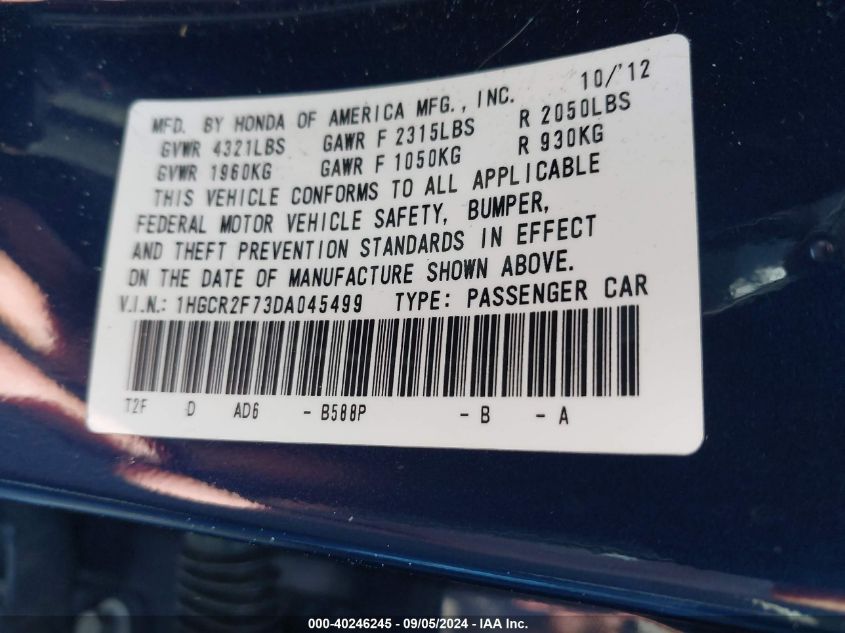 MFD. BY HONDA OF AMERICA MFG., INC. 10/'12
GVWR 4321LBS GAWR F 2315LBS R 2050LBS
GVWR 1960KG GAWR F 1050KG R 930KG
THIS VEHICLE CONFORMS TO ALL APPLICABLE
FEDERAL MOTOR VEHICLE SAFETY, BUMPER,
AND THEFT PREVENTION STANDARDS IN EFFECT
ON THE DATE OF MANUFACTURE SHOWN ABOVE.
V.I.N.: 1HGCR2F73DA045499 TYPE: PASSENGER CAR
T2F D AD6 - B588P - B - A
000-40246245 - 09/05/2024 - IAA Inc.